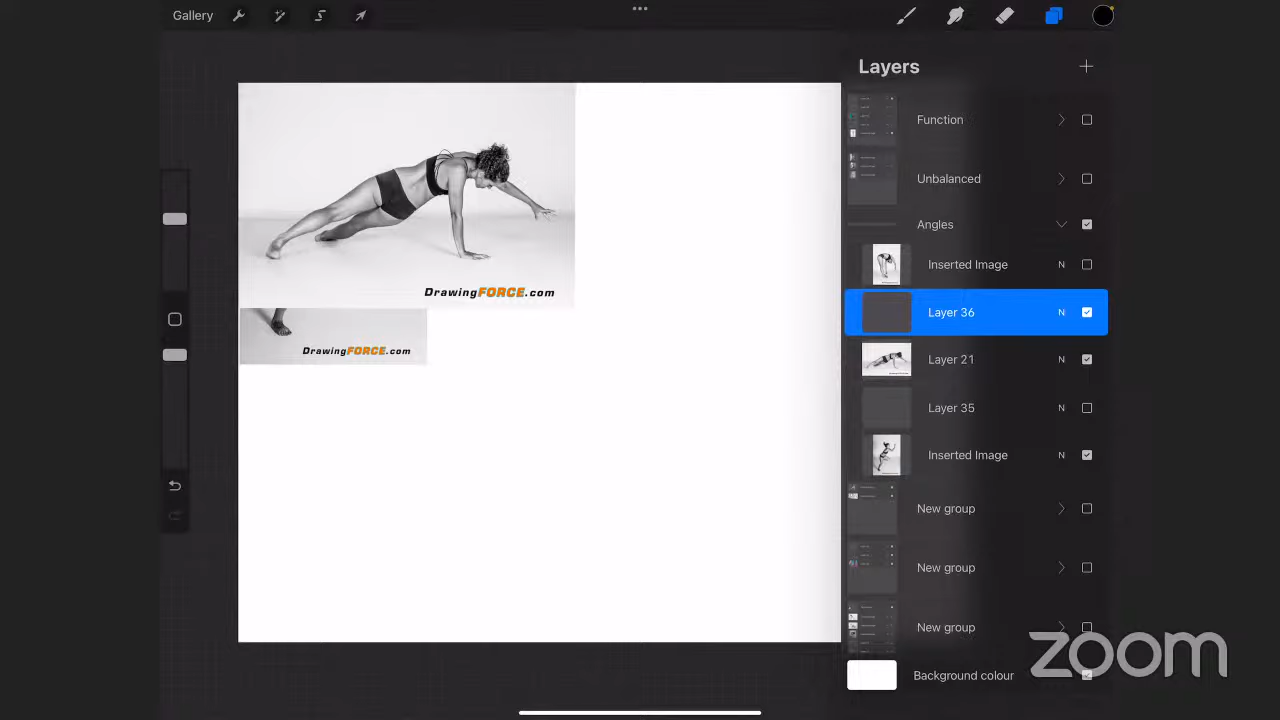 Gallery
Layers
Function
Unbalanced
Angles
Inserted Image N
Layer 36 N
Layer 21 N
Layer 35 N
Inserted Image N
New group
New group
New group
Background colour
DrawingFORCE.com
DrawingFORCE.com
zoom